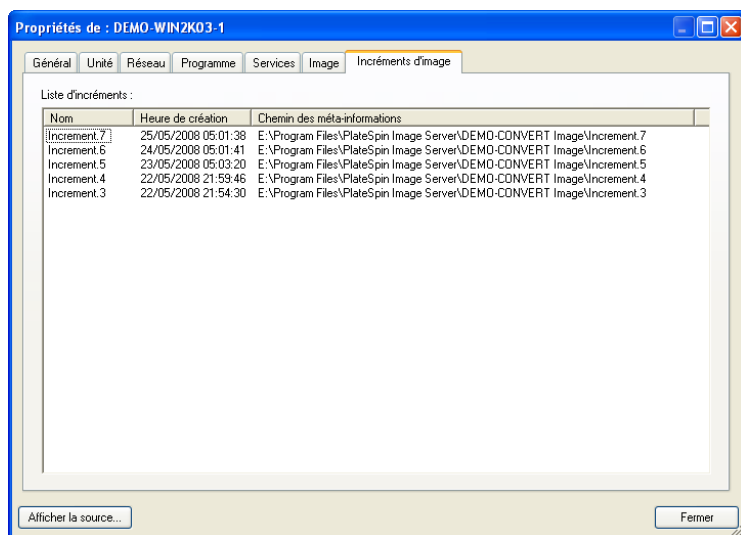 Propriétés de : DEMO-WIN2K03-1
Général Unité Réseau Programme Services Image Incréments d'image
Liste d'incréments :
Nom Heure de création Chemin des méta-informations
Increment.7 25/05/2008 05:01:38 E:\Program Files\PlateSpin Image Server\DEMO-CONVERT Image\Increment.7
Increment.6 24/05/2008 05:01:41 E:\Program Files\PlateSpin Image Server\DEMO-CONVERT Image\Increment.6
Increment.5 23/05/2008 05:03:20 E:\Program Files\PlateSpin Image Server\DEMO-CONVERT Image\Increment.5
Increment.4 22/05/2008 21:59:46 E:\Program Files\PlateSpin Image Server\DEMO-CONVERT Image\Increment.4
Increment.3 22/05/2008 21:54:30 E:\Program Files\PlateSpin Image Server\DEMO-CONVERT Image\Increment.3
Afficher la source... Fermer